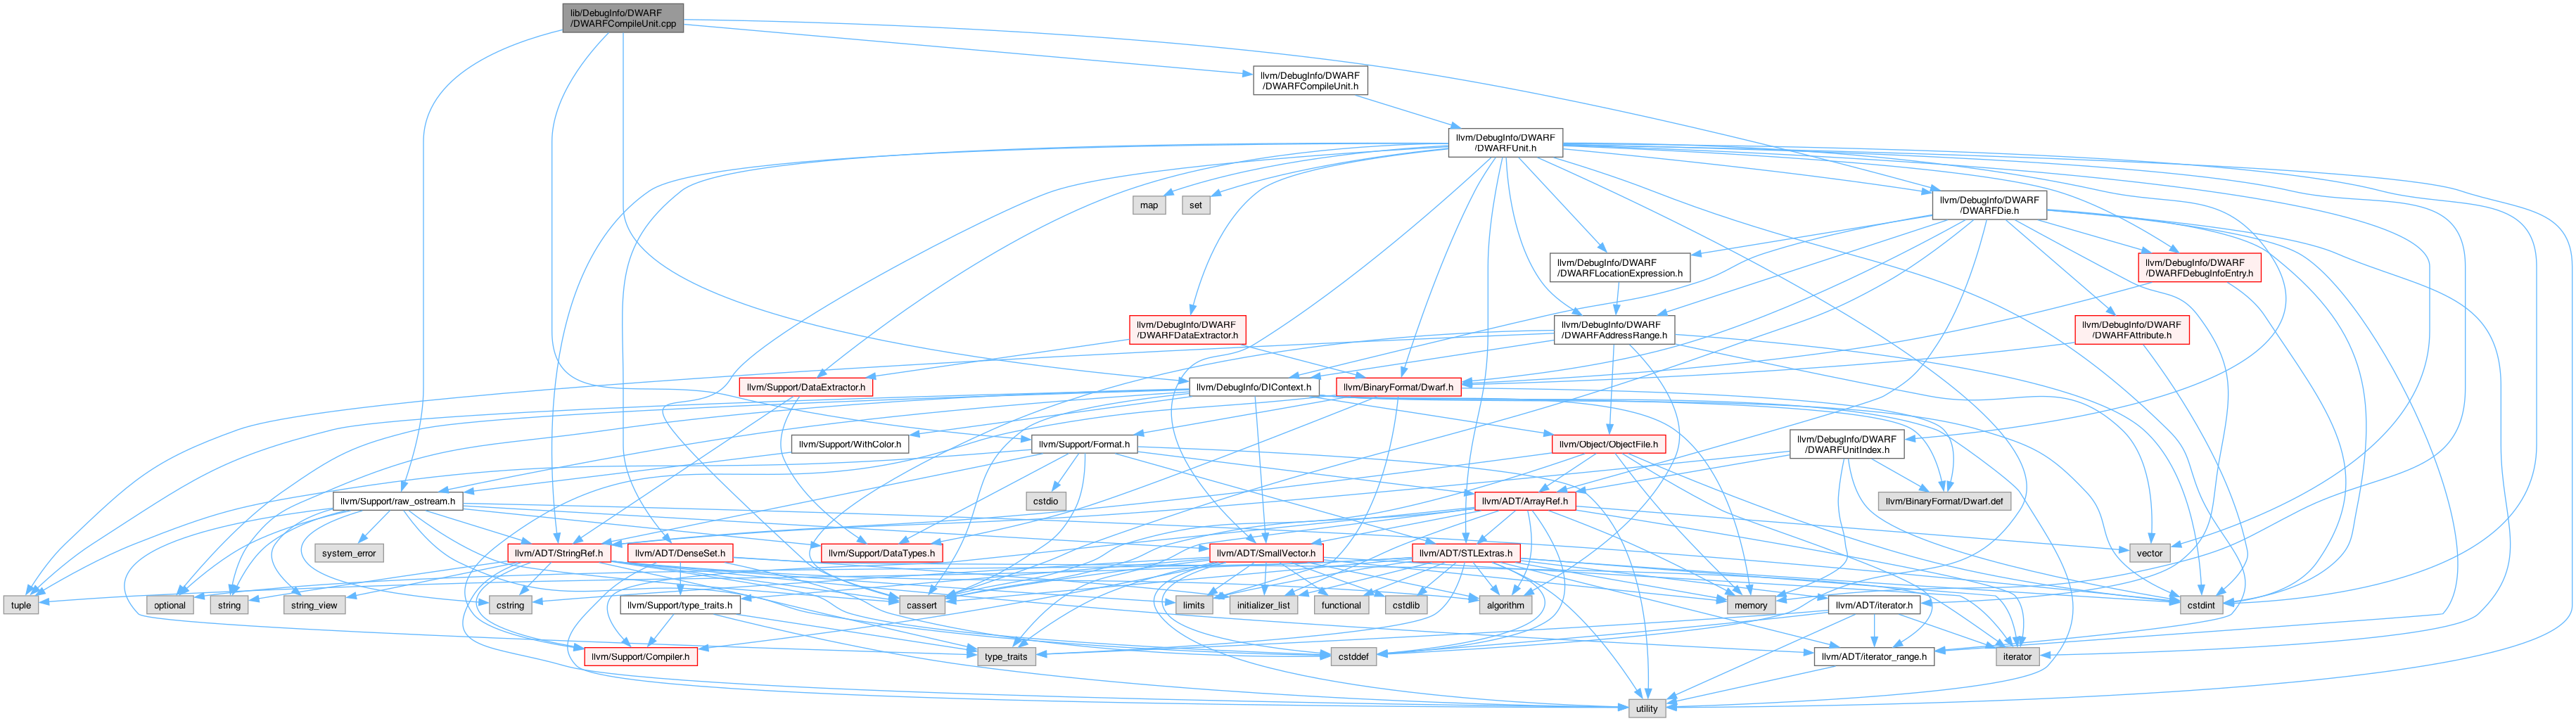 lib/DebugInfo/DWARF
/DWARFCompileUnit.cpp
llvm/DebugInfo/DWARF
/DWARFCompileUnit.h
llvm/DebugInfo/DWARF
/DWARFUnit.h
map
set
llvm/DebugInfo/DWARF
/DWARFDie.h
llvm/DebugInfo/DWARF
/DWARFLocationExpression.h
llvm/DebugInfo/DWARF
/DWARFDebugInfoEntry.h
llvm/DebugInfo/DWARF
/DWARFDataExtractor.h
llvm/DebugInfo/DWARF
/DWARFAddressRange.h
llvm/DebugInfo/DWARF
/DWARFAttribute.h
llvm/Support/DataExtractor.h
llvm/DebugInfo/DIContext.h
llvm/BinaryFormat/Dwarf.h
llvm/Support/WithColor.h
llvm/Support/Format.h
llvm/Object/ObjectFile.h
llvm/DebugInfo/DWARF
/DWARFUnitIndex.h
llvm/Support/raw_ostream.h
cstdio
llvm/ADT/ArrayRef.h
llvm/BinaryFormat/Dwarf.def
system_error
llvm/ADT/StringRef.h
llvm/ADT/DenseSet.h
llvm/Support/DataTypes.h
llvm/ADT/SmallVector.h
llvm/ADT/STLExtras.h
vector
tuple
optional
string
string_view
cstring
llvm/Support/type_traits.h
cassert
limits
initializer_list
functional
cstdlib
algorithm
memory
llvm/ADT/iterator.h
cstdint
llvm/Support/Compiler.h
type_traits
cstddef
llvm/ADT/iterator_range.h
iterator
utility